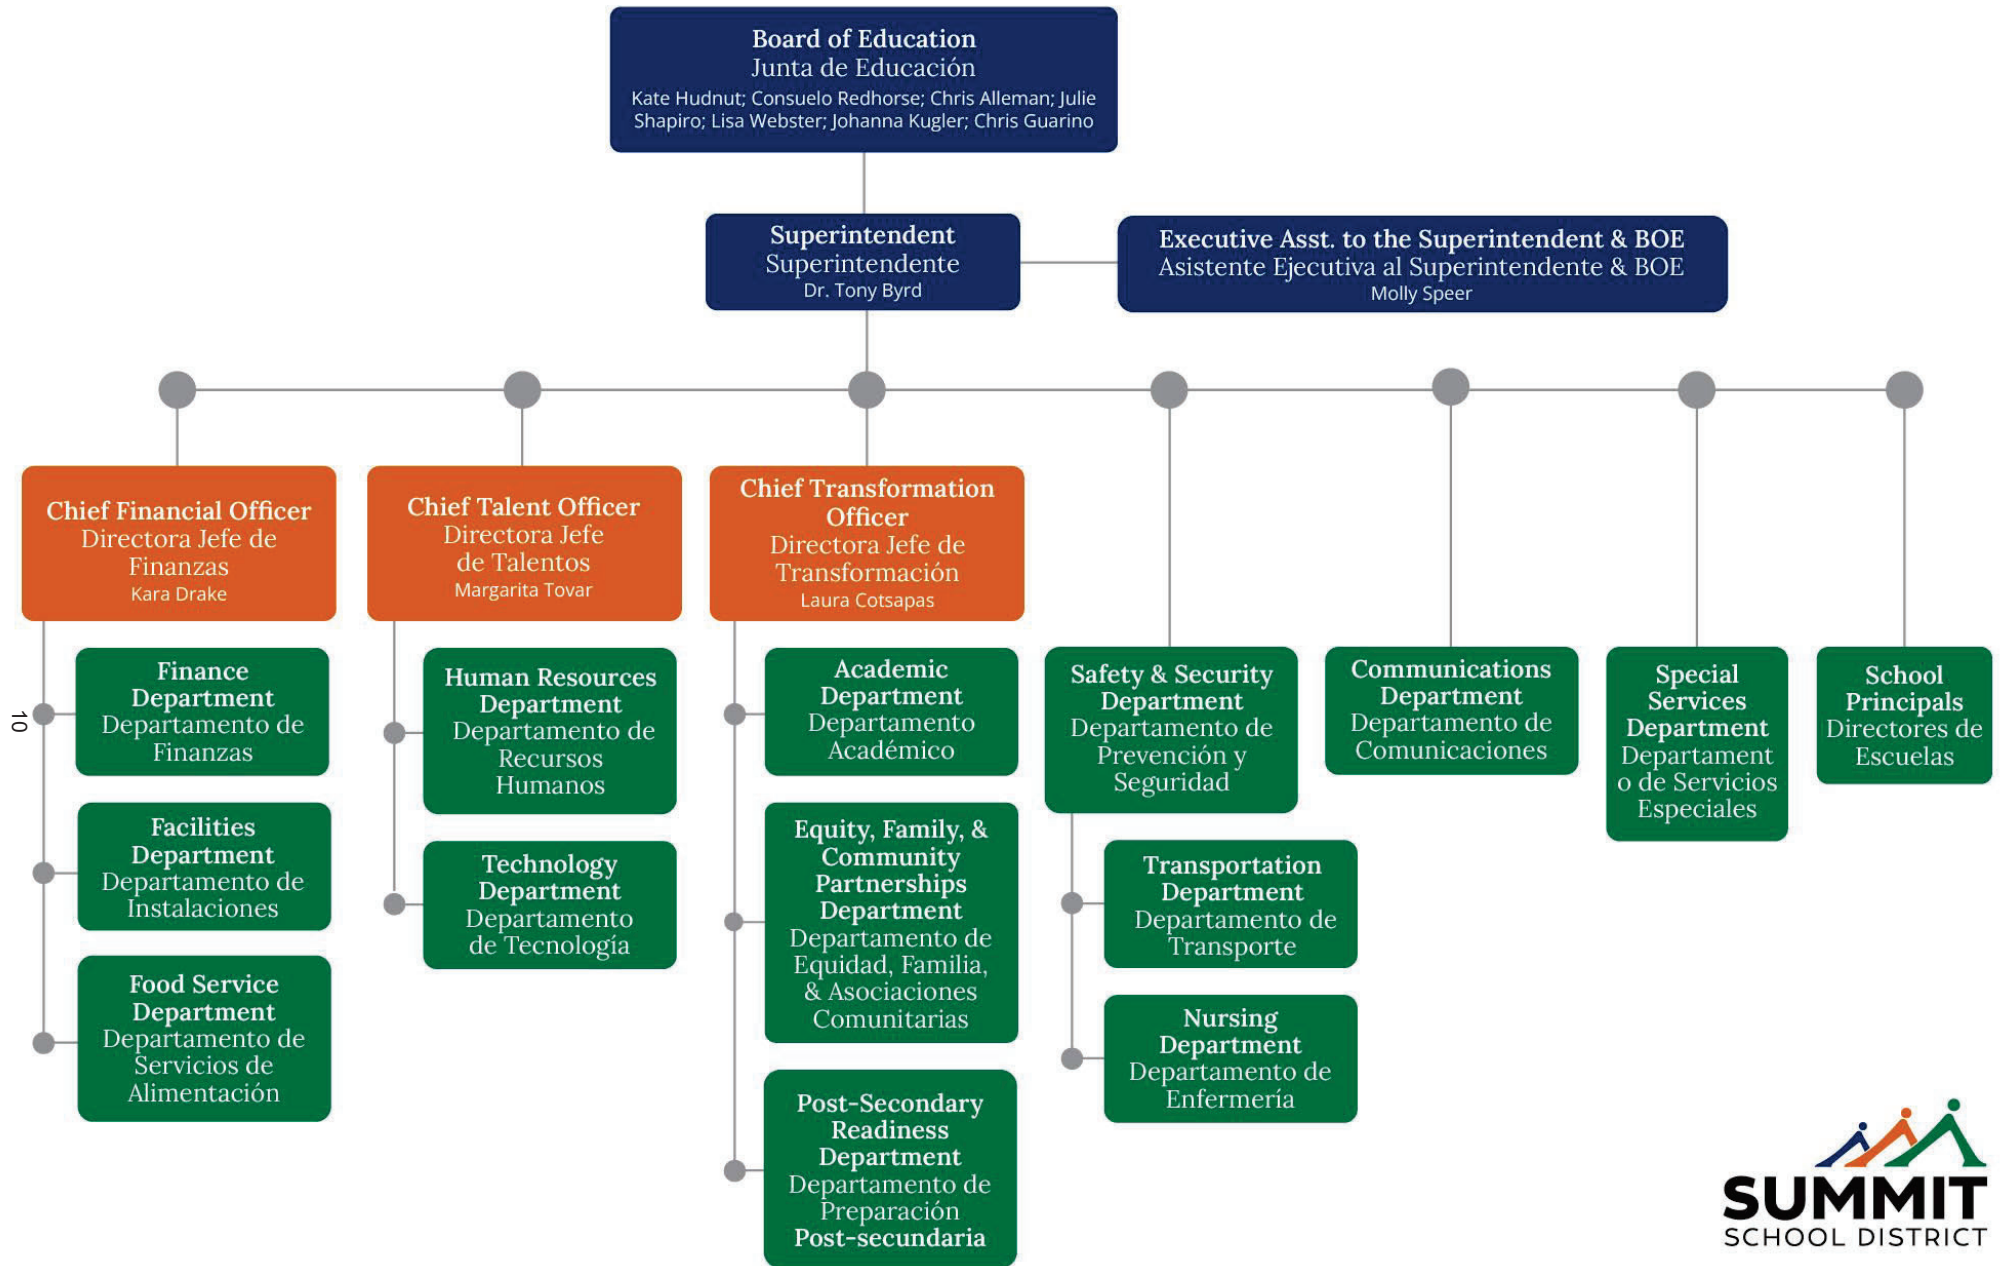 Board of Education
Junta de Educación
Kate Hudnut; Consuelo Redhorse; Chris Alleman; Julie
Shapiro; Lisa Webster; Johanna Kugler; Chris Guarino
Superintendent
Superintendente
Dr. Tony Byrd
Executive Asst. to the Superintendent & BOE
Asistente Ejecutiva al Superintendente & BOE
Molly Speer
Chief Financial Officer
Directora Jefe de
Finanzas
Kara Drake
Finance
Department
Departamento de
Finanzas
Facilities
Department
Departamento de
Instalaciones
Food Service
Department
Departamento de
Servicios de
Alimentación
Chief Talent Officer
Directora Jefe
de Talentos
Margarita Tovar
Human Resources
Department
Departamento de
Recursos
Humanos
Technology
Department
Departamento
de Tecnología
Chief Transformation
Officer
Directora Jefe de
Transformación
Laura Cotsapas
Academic
Department
Departamento
Académico
Equity, Family, &
Community
Partnerships
Department
Departamento de
Equidad, Familia,
& Asociaciones
Comunitarias
Post-Secondary
Readiness
Department
Departamento de
Preparación
Post-secundaria
Safety & Security
Department
Departamento de
Prevención y
Seguridad
Transportation
Department
Departamento de
Transporte
Nursing
Department
Departamento de
Enfermería
Communications
Department
Departamento de
Comunicaciones
Special
Services
Department
Departament
o de Servicios
Especiales
School
Principals
Directores de
Escuelas
10
SUMMIT
SCHOOL DISTRICT